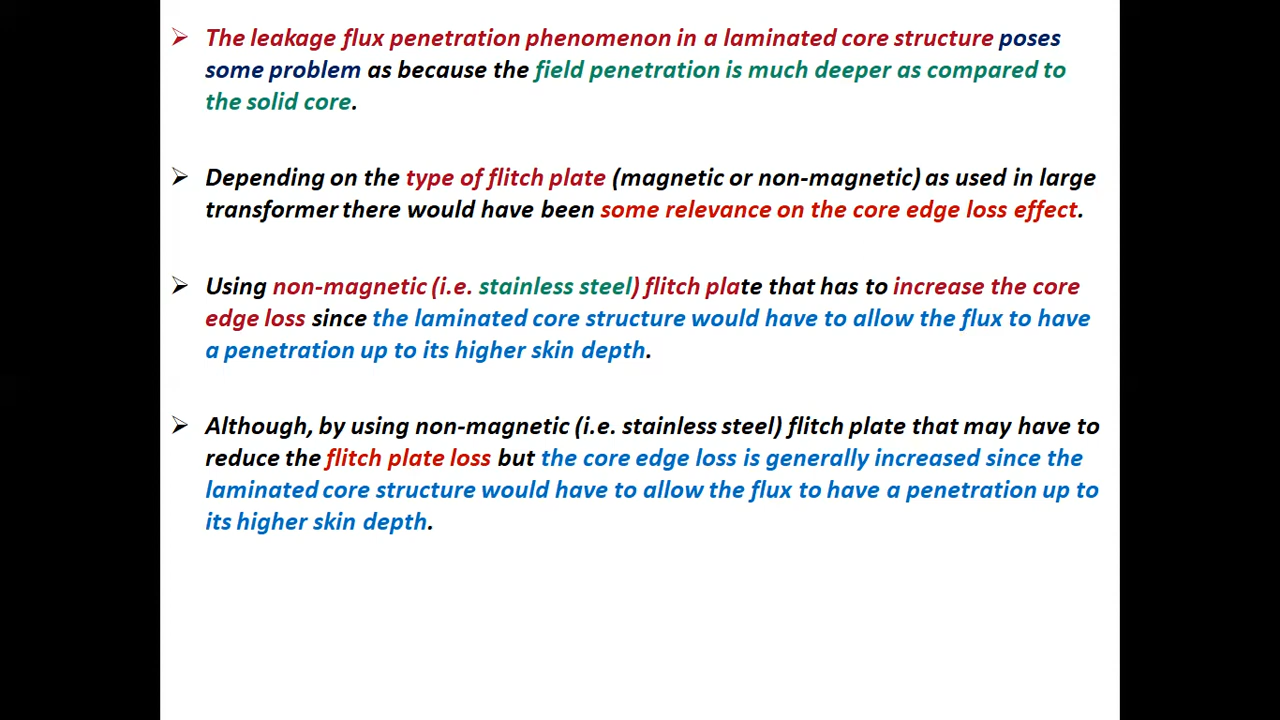 The leakage flux penetration phenomenon in a laminated core structure poses
some problem as because the field penetration is much deeper as compared to
the solid core.
Depending on the type of flitch plate (magnetic or non-magnetic) as used in large
transformer there would have been some relevance on the core edge loss effect.
Using non-magnetic (i.e. stainless steel) flitch plate that has to increase the core
edge loss since the laminated core structure would have to allow the flux to have
a penetration up to its higher skin depth.
Although, by using non-magnetic (i.e. stainless steel) flitch plate that may have to
reduce the flitch plate loss but the core edge loss is generally increased since the
laminated core structure would have to allow the flux to have a penetration up to
its higher skin depth.